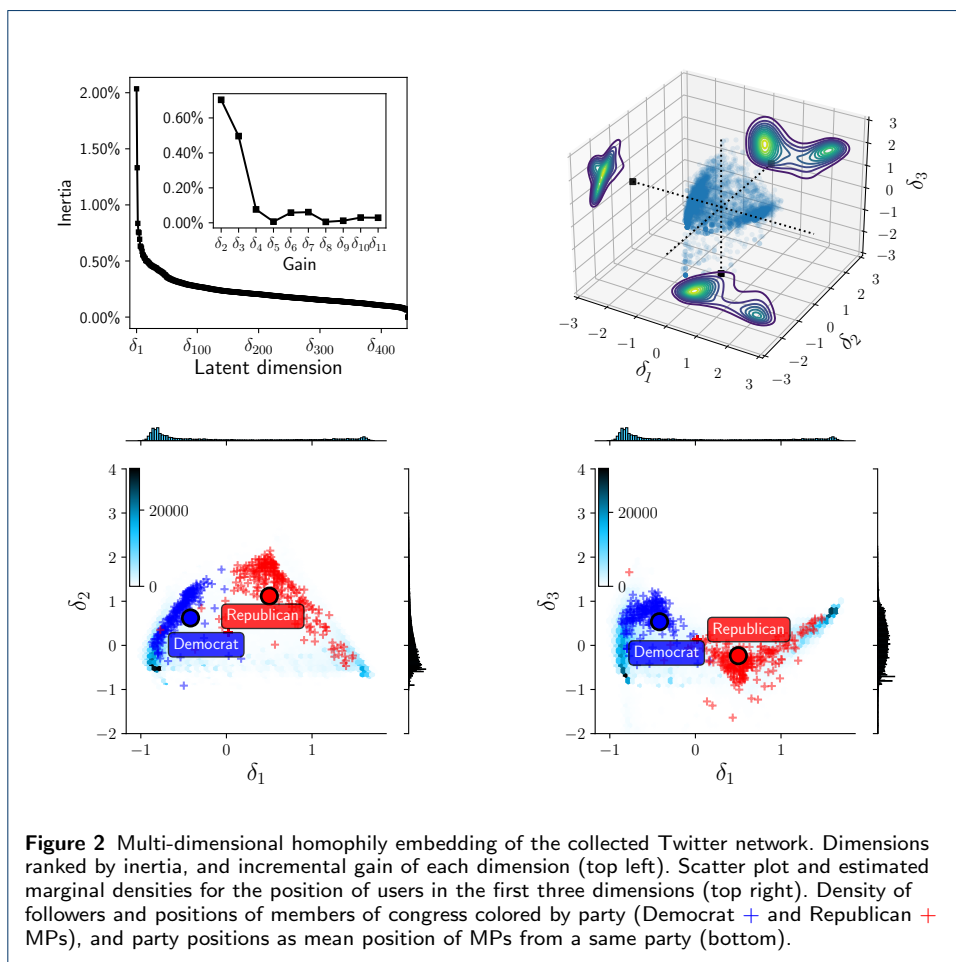 2.00%
1.50%
1.00%
0.50%
0.00%
Inertia
δ1 δ100 δ200 δ300 δ400
Latent dimension
0.60%
0.40%
0.20%
0.00%
δ2 δ3 δ4 δ5 δ6 δ7 δ8 δ9 δ10 δ11
Gain
3
2
1
0
−1
−2
−3
δ3
−3 −2 −1 0 1 2 3
δ1
−3 −2 −1 0 1 2 3
δ2
4
3
2
1
0
−1
−2
δ2
20000
0
Republican
Democrat
−1 0 1
δ1
4
3
2
1
0
−1
−2
δ3
20000
0
Republican
Democrat
−1 0 1
δ1
Figure 2 Multi-dimensional homophily embedding of the collected Twitter network. Dimensions
ranked by inertia, and incremental gain of each dimension (top left). Scatter plot and estimated
marginal densities for the position of users in the first three dimensions (top right). Density of
followers and positions of members of congress colored by party (Democrat + and Republican +
MPs), and party positions as mean position of MPs from a same party (bottom).